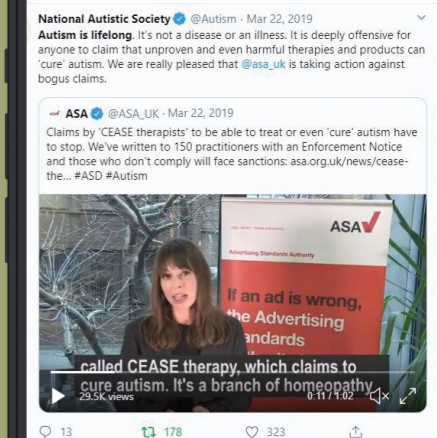 National Autistic Society @Autism · Mar 22, 2019
Autism is lifelong. It's not a disease or an illness. It is deeply offensive for
anyone to claim that unproven and even harmful therapies and products can
'cure' autism. We are really pleased that @asa_uk is taking action against
bogus claims.
ASA @ASA_UK · Mar 22, 2019
Claims by 'CEASE therapists' to be able to treat or even 'cure' autism have
to stop. We've written to 150 practitioners with an Enforcement Notice
and those who don't comply will face sanctions: asa.org.uk/news/cease-
the... #ASD #Autism
ASA
Advertising Standards Authority
If an ad is wrong,
the Advertising
Standards
called CEASE therapy, which claims to
cure autism. It's a branch of homeopathy
29.5K views
0:11 / 1:02
13
178
323